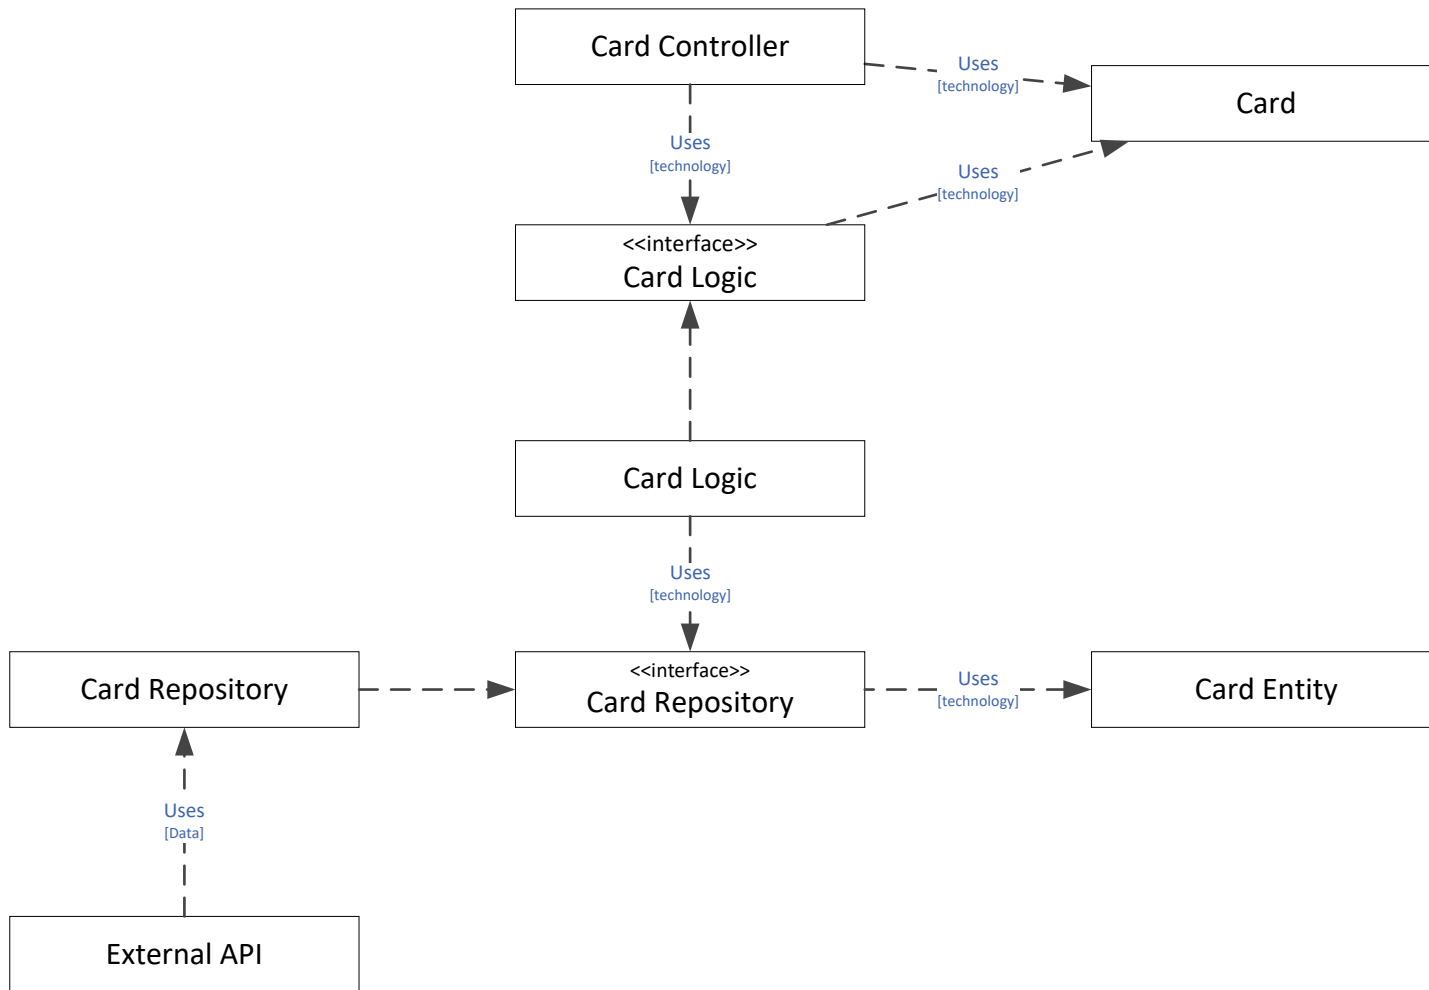 Card Controller
Uses
[technology]
Card
Uses
[technology]
Uses
[technology]
<<interface>>
Card Logic
Card Logic
Uses
[technology]
Card Repository
<<interface>>
Card Repository
Uses
[technology]
Card Entity
Uses
[Data]
External API